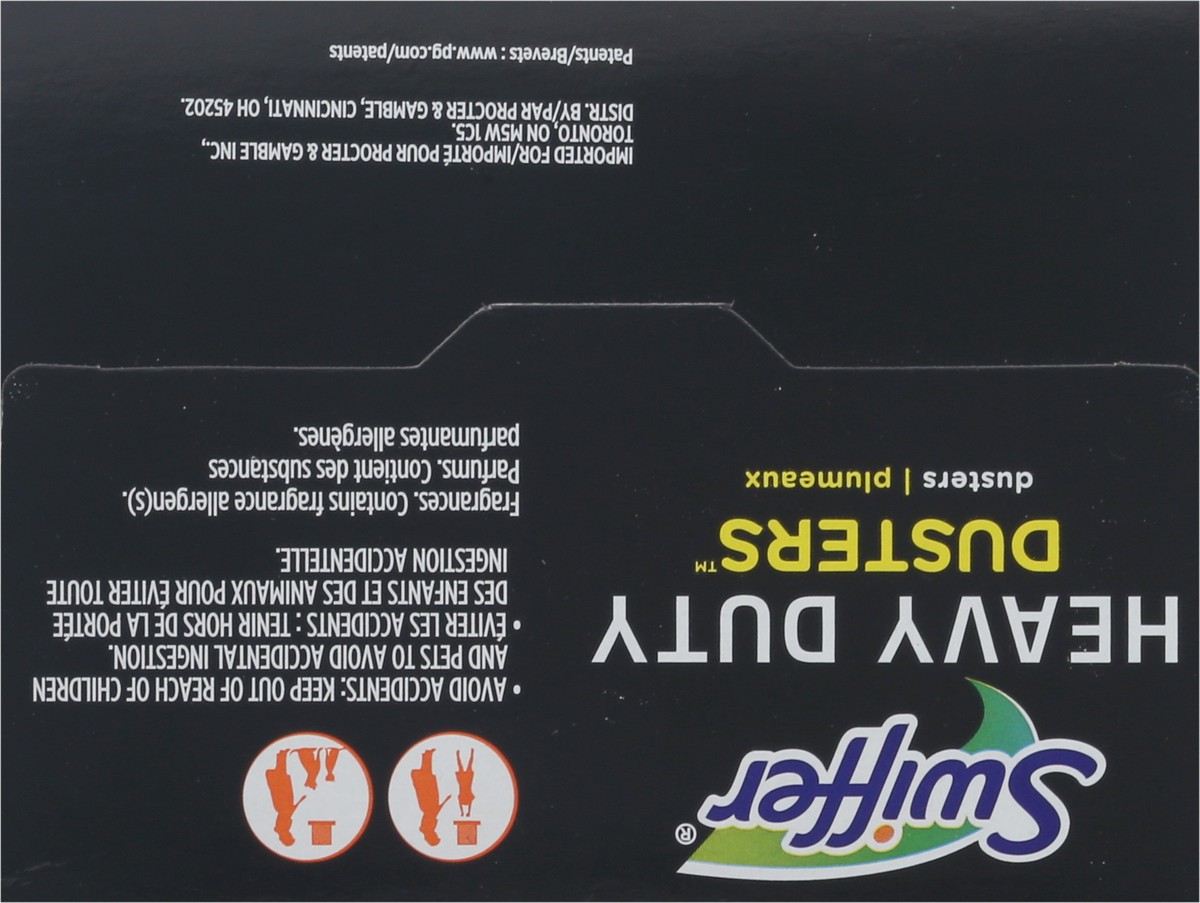 Swiffer®
HEAVY DUTY
DUSTERS™
dusters | plumeaux
• AVOID ACCIDENTS: KEEP OUT OF REACH OF CHILDREN
AND PETS TO AVOID ACCIDENTAL INGESTION.
• ÉVITER LES ACCIDENTS : TENIR HORS DE LA PORTÉE
DES ENFANTS ET DES ANIMAUX POUR ÉVITER TOUTE
INGESTION ACCIDENTELLE.
Fragrances. Contains fragrance allergen(s).
Parfums. Contient des substances
parfumantes allergènes.
IMPORTED FOR/IMPORTÉ POUR PROCTER & GAMBLE INC.,
TORONTO, ON M5W 1C5.
DISTR. BY/PAR PROCTER & GAMBLE, CINCINNATI, OH 45202.
Patents/Brevets : www.pg.com/patents